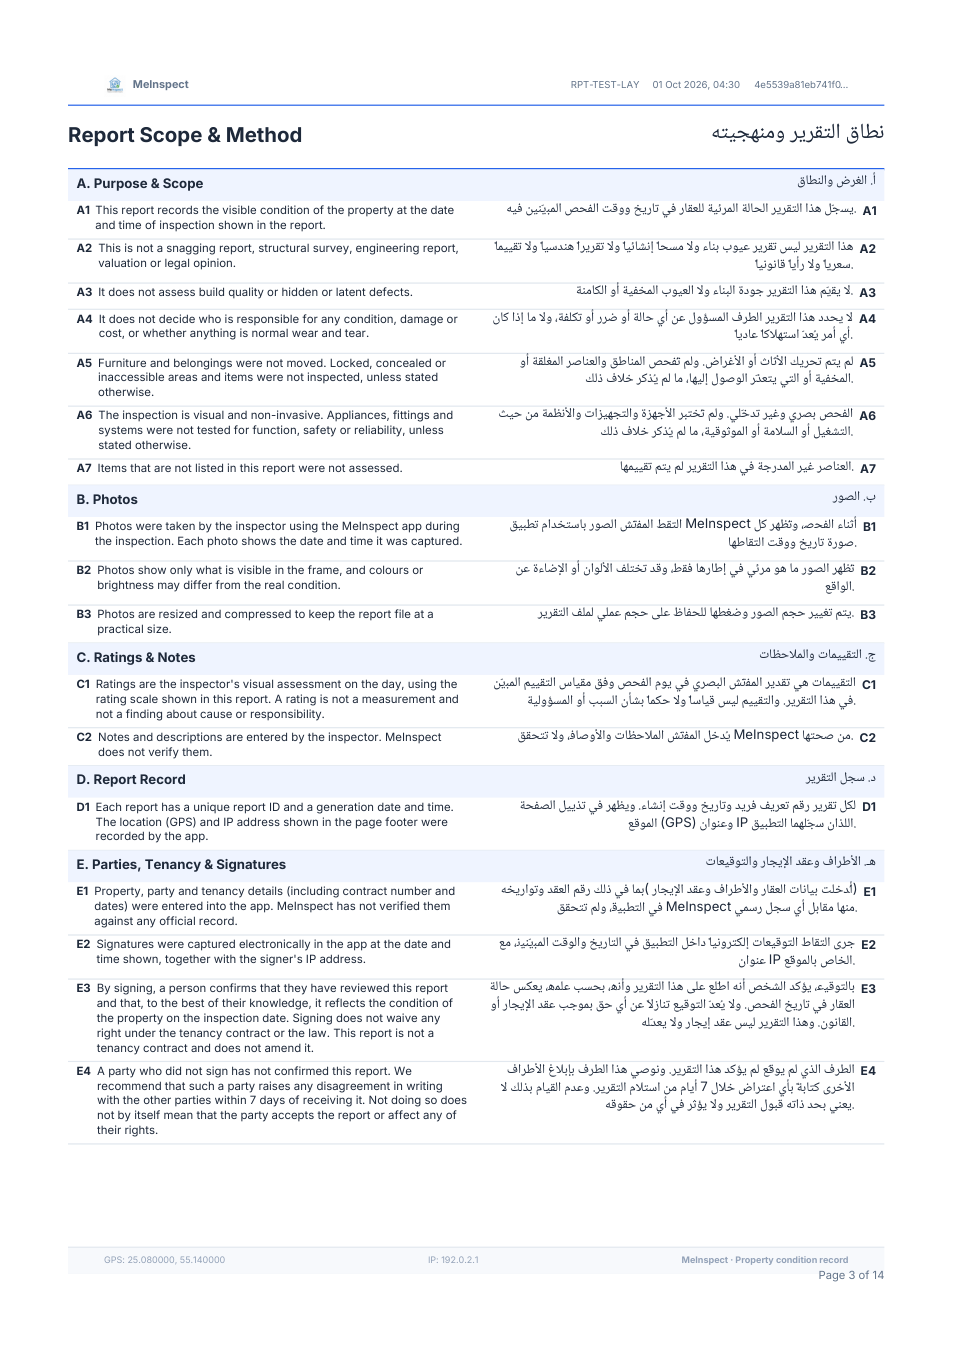 MeInspect
RPT-TEST-LAY 01 Oct 2026, 04:30 4e5539a81eb741f0...
Report Scope & Method
نطاق التقرير ومنهجيته
A. Purpose & Scope
أ. الغرض والنطاق
A1 This report records the visible condition of the property at the date
and time of inspection shown in the report.
A1 يسجّل هذا التقرير الحالة المرئية للعقار في تاريخ ووقت الفحص المبيّنين فيه.
A2 This is not a snagging report, structural survey, engineering report,
valuation or legal opinion.
A2 هذا التقرير ليس تقرير عيوب بناء ولا مسحاً إنشائياً ولا تقريراً هندسياً ولا تقييماً
سعرياً ولا رأياً قانونياً.
A3 It does not assess build quality or hidden or latent defects.
A3 لا يقيّم هذا التقرير جودة البناء ولا العيوب المخفية أو الكامنة.
A4 It does not decide who is responsible for any condition, damage or
cost, or whether anything is normal wear and tear.
A4 لا يحدد هذا التقرير الطرف المسؤول عن أي حالة أو ضرر أو تكلفة، ولا ما إذا كان
أي أمر يُعدّ استهلاكاً عادياً.
A5 Furniture and belongings were not moved. Locked, concealed or
inaccessible areas and items were not inspected, unless stated
otherwise.
A5 لم يتم تحريك الأثاث أو الأغراض. ولم تُفحص المناطق والعناصر المغلقة أو
المخفية أو التي يتعذّر الوصول إليها، ما لم يُذكر خلاف ذلك.
A6 The inspection is visual and non-invasive. Appliances, fittings and
systems were not tested for function, safety or reliability, unless
stated otherwise.
A6 الفحص بصري وغير تدخّلي. ولم تُختبر الأجهزة والتجهيزات والأنظمة من حيث
التشغيل أو السلامة أو الموثوقية، ما لم يُذكر خلاف ذلك.
A7 Items that are not listed in this report were not assessed.
A7 العناصر غير المدرجة في هذا التقرير لم يتم تقييمها.
B. Photos
ب. الصور
B1 Photos were taken by the inspector using the MeInspect app during
the inspection. Each photo shows the date and time it was captured.
B1 أثناء الفحص، وتظهر كل MeInspect التقط المفتّش الصور باستخدام تطبيق
صورة تاريخ ووقت التقاطها.
B2 Photos show only what is visible in the frame, and colours or
brightness may differ from the real condition.
B2 تُظهر الصور ما هو مرئي في إطارها فقط، وقد تختلف الألوان أو الإضاءة عن
الواقع.
B3 Photos are resized and compressed to keep the report file at a
practical size.
B3 يتم تغيير حجم الصور وضغطها للحفاظ على حجم عملي لملف التقرير.
C. Ratings & Notes
ج. التقييمات والملاحظات
C1 Ratings are the inspector's visual assessment on the day, using the
rating scale shown in this report. A rating is not a measurement and
not a finding about cause or responsibility.
C1 التقييمات هي تقدير المفتّش البصري في يوم الفحص وفق مقياس التقييم المبيّن
في هذا التقرير. والتقييم ليس قياساً ولا حكماً بشأن السبب أو المسؤولية.
C2 Notes and descriptions are entered by the inspector. MeInspect
does not verify them.
C2 من صحتها MeInspect يُدخل المفتّش الملاحظات والأوصاف، ولا تتحقق.
D. Report Record
د. سجل التقرير
D1 Each report has a unique report ID and a generation date and time.
The location (GPS) and IP address shown in the page footer were
recorded by the app.
D1 لكل تقرير رقم تعريف فريد وتاريخ ووقت إنشاء. ويظهر في تذييل الصفحة
اللذان سجّلهما التطبيق IP وعنوان (GPS) الموقع.
E. Parties, Tenancy & Signatures
هـ. الأطراف وعقد الإيجار والتوقيعات
E1 Property, party and tenancy details (including contract number and
dates) were entered into the app. MeInspect has not verified them
against any official record.
E1 (أُدخلت بيانات العقار والأطراف وعقد الإيجار )بما في ذلك رقم العقد وتواريخه
منها مقابل أي سجل رسمي MeInspect في التطبيق، ولم تتحقق.
E2 Signatures were captured electronically in the app at the date and
time shown, together with the signer's IP address.
E2 جرى التقاط التوقيعات إلكترونياً داخل التطبيق في التاريخ والوقت المبيّنين، مع
الخاص بالموقع IP عنوان.
E3 By signing, a person confirms that they have reviewed this report
and that, to the best of their knowledge, it reflects the condition of
the property on the inspection date. Signing does not waive any
right under the tenancy contract or the law. This report is not a
tenancy contract and does not amend it.
E3 بالتوقيع، يؤكد الشخص أنه اطّلع على هذا التقرير وأنه، بحسب علمه، يعكس حالة
العقار في تاريخ الفحص. ولا يُعدّ التوقيع تنازلاً عن أي حق بموجب عقد الإيجار أو
القانون. وهذا التقرير ليس عقد إيجار ولا يعدّله.
E4 A party who did not sign has not confirmed this report. We
recommend that such a party raises any disagreement in writing
with the other parties within 7 days of receiving it. Not doing so does
not by itself mean that the party accepts the report or affect any of
their rights.
E4 الطرف الذي لم يوقع لم يؤكد هذا التقرير. ونوصي هذا الطرف بإبلاغ الأطراف
الأخرى كتابةً بأي اعتراض خلال 7 أيام من استلام التقرير. وعدم القيام بذلك لا
يعني بحد ذاته قبول التقرير ولا يؤثر في أي من حقوقه.
GPS: 25.080000, 55.140000 IP: 192.0.2.1 MeInspect · Property condition record
Page 3 of 14